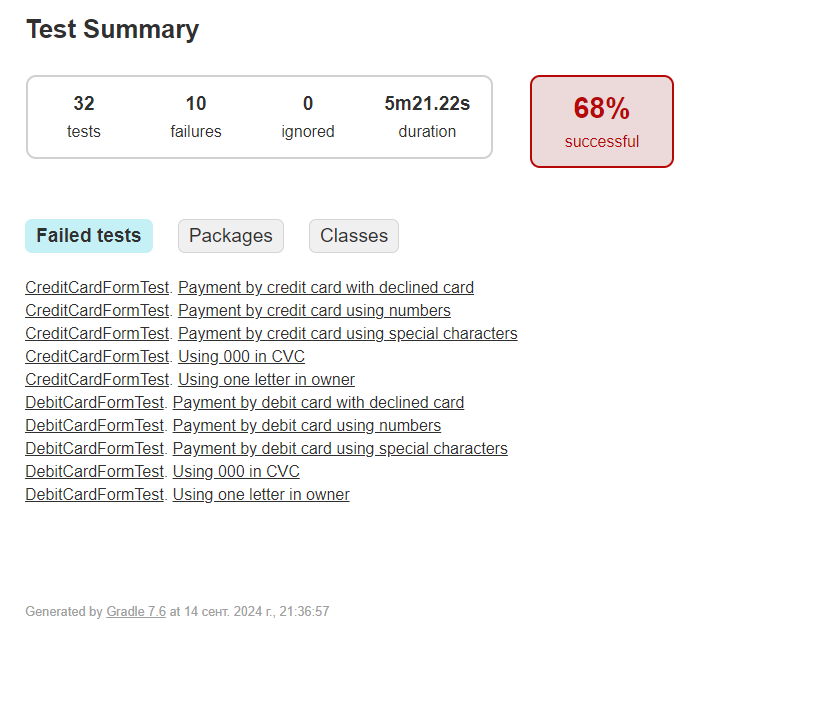 Test Summary
32 10 0 5m21.22s
tests failures ignored duration
68%
successful
Failed tests Packages Classes
CreditCardFormTest. Payment by credit card with declined card
CreditCardFormTest. Payment by credit card using numbers
CreditCardFormTest. Payment by credit card using special characters
CreditCardFormTest. Using 000 in CVC
CreditCardFormTest. Using one letter in owner
DebitCardFormTest. Payment by debit card with declined card
DebitCardFormTest. Payment by debit card using numbers
DebitCardFormTest. Payment by debit card using special characters
DebitCardFormTest. Using 000 in CVC
DebitCardFormTest. Using one letter in owner
Generated by Gradle 7.6 at 14 сент. 2024 г., 21:36:57